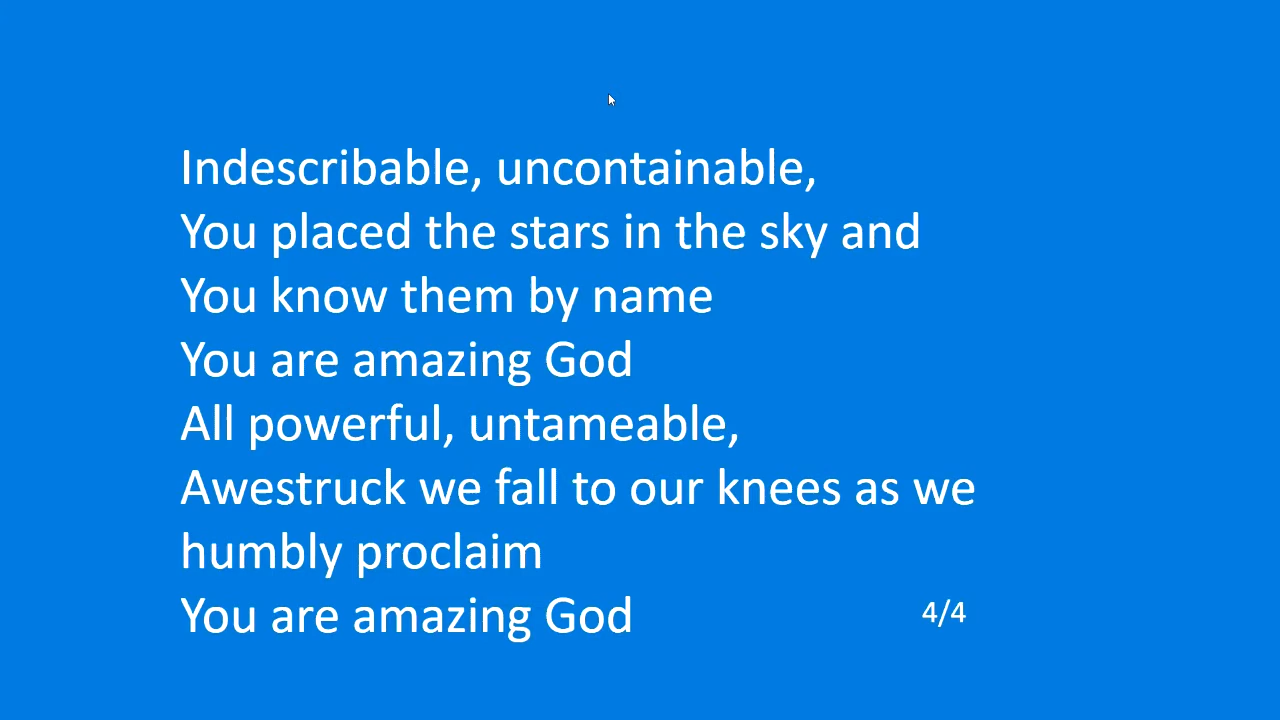 Indescribable, uncontainable,
You placed the stars in the sky and
You know them by name
You are amazing God
All powerful, untameable,
Awestruck we fall to our knees as we
humbly proclaim
You are amazing God
4/4